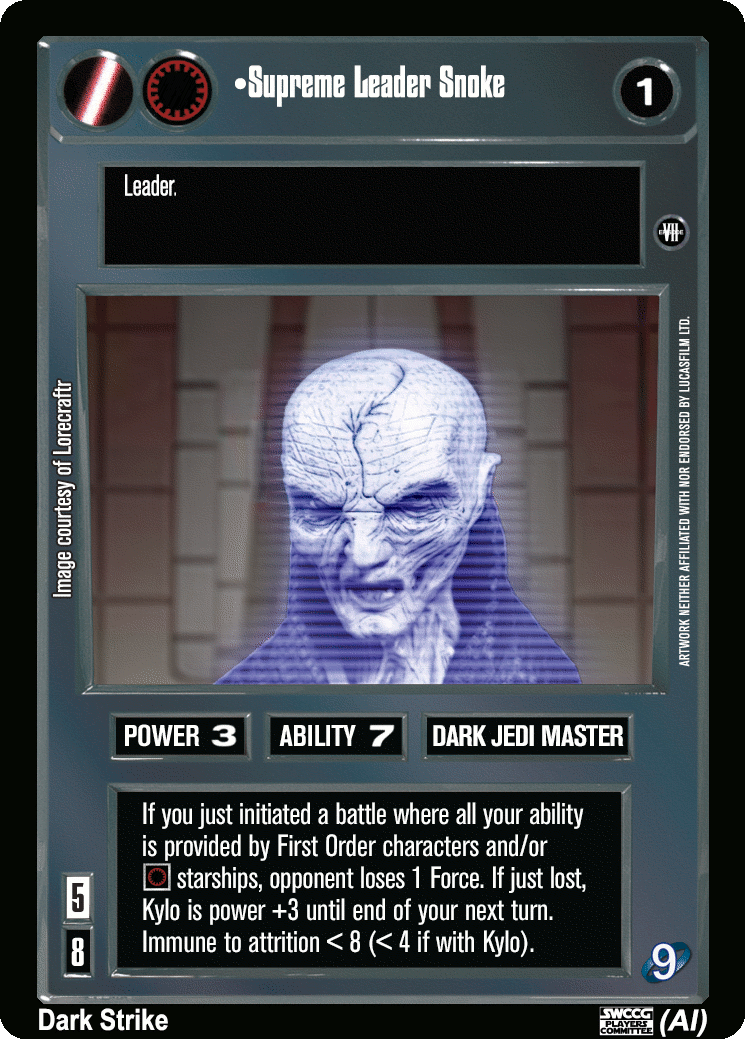 •Supreme Leader Snoke
1
Leader.
EPISODE VII
Image courtesy of Lorecraftr
ARTWORK NEITHER AFFILIATED WITH NOR ENDORSED BY LUCASFILM LTD.
POWER 3
ABILITY 7
DARK JEDI MASTER
If you just initiated a battle where all your ability
is provided by First Order characters and/or
starships, opponent loses 1 Force. If just lost,
Kylo is power +3 until end of your next turn.
Immune to attrition < 8 (< 4 if with Kylo).
5
8
9
Dark Strike
SWCCG
PLAYERS
COMMITTEE
(AI)